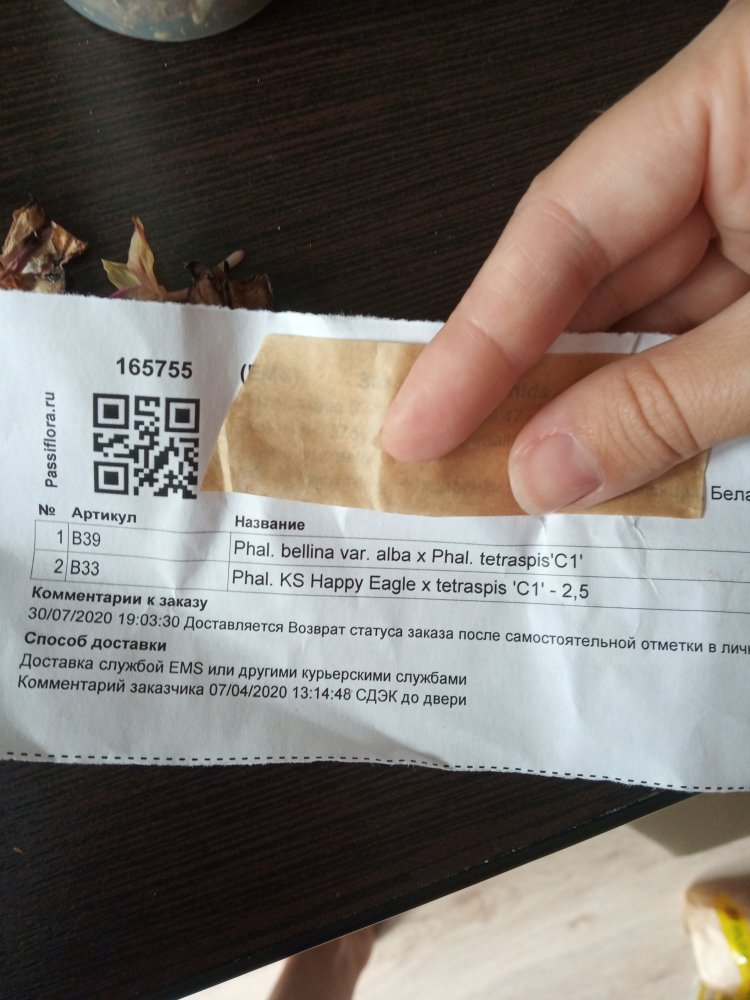 165755
Passiflora.ru
№ Артикул Название
1 B39 Phal. bellina var. alba x Phal. tetraspis'C1'
2 B33 Phal. KS Happy Eagle x tetraspis 'C1' - 2,5
Комментарии к заказу
30/07/2020 19:03:30 Доставляется Возврат статуса заказа после самостоятельной отметки в
Способ доставки
Доставка службой EMS или другими курьерскими службами
Комментарий заказчика 07/04/2020 13:14:48 СДЭК до двери